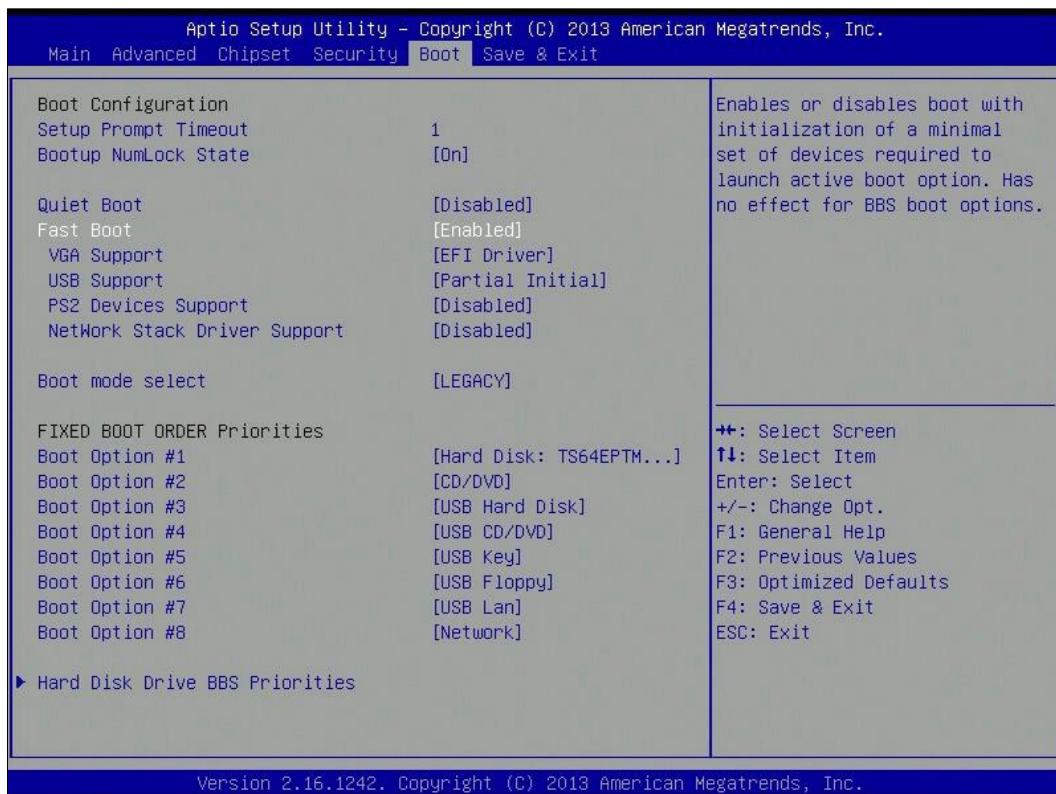 Aptio Setup Utility – Copyright (C) 2013 American Megatrends, Inc.
Main Advanced Chipset Security Boot Save & Exit
Boot Configuration
Setup Prompt Timeout 1
Bootup NumLock State [On]
Quiet Boot [Disabled]
Fast Boot [Enabled]
VGA Support [EFI Driver]
USB Support [Partial Initial]
PS2 Devices Support [Disabled]
NetWork Stack Driver Support [Disabled]
Boot mode select [LEGACY]
FIXED BOOT ORDER Priorities
Boot Option #1 [Hard Disk: TS64EPTM...]
Boot Option #2 [CD/DVD]
Boot Option #3 [USB Hard Disk]
Boot Option #4 [USB CD/DVD]
Boot Option #5 [USB Key]
Boot Option #6 [USB Floppy]
Boot Option #7 [USB Lan]
Boot Option #8 [Network]
▶ Hard Disk Drive BBS Priorities
Enables or disables boot with
initialization of a minimal
set of devices required to
launch active boot option. Has
no effect for BBS boot options.
→←: Select Screen
↑↓: Select Item
Enter: Select
+/-: Change Opt.
F1: General Help
F2: Previous Values
F3: Optimized Defaults
F4: Save & Exit
ESC: Exit
Version 2.16.1242. Copyright (C) 2013 American Megatrends, Inc.